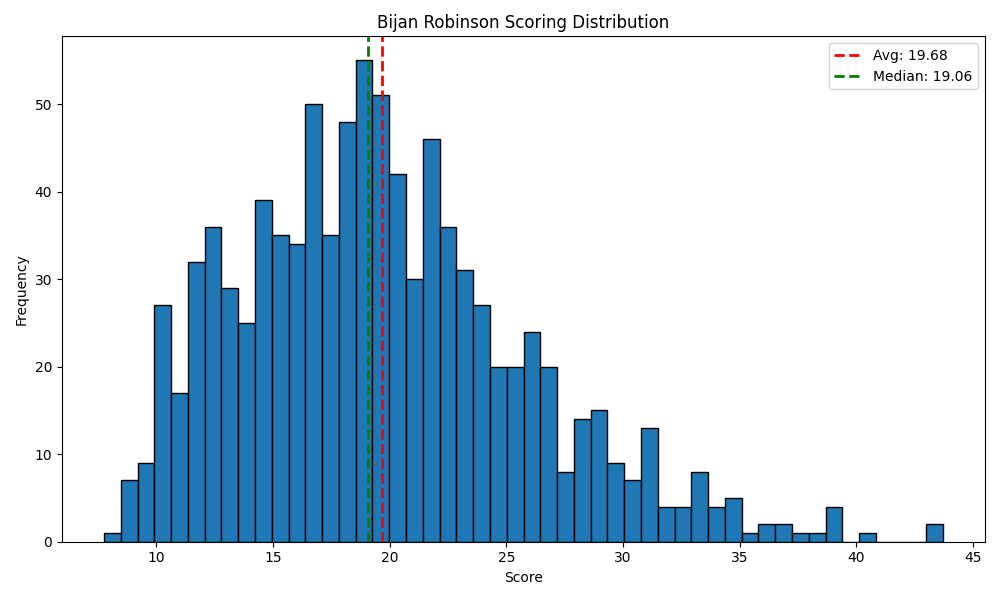 Bijan Robinson Scoring Distribution
Avg: 19.68
Median: 19.06
Frequency
50
40
30
20
10
0
10 15 20 25 30 35 40 45
Score